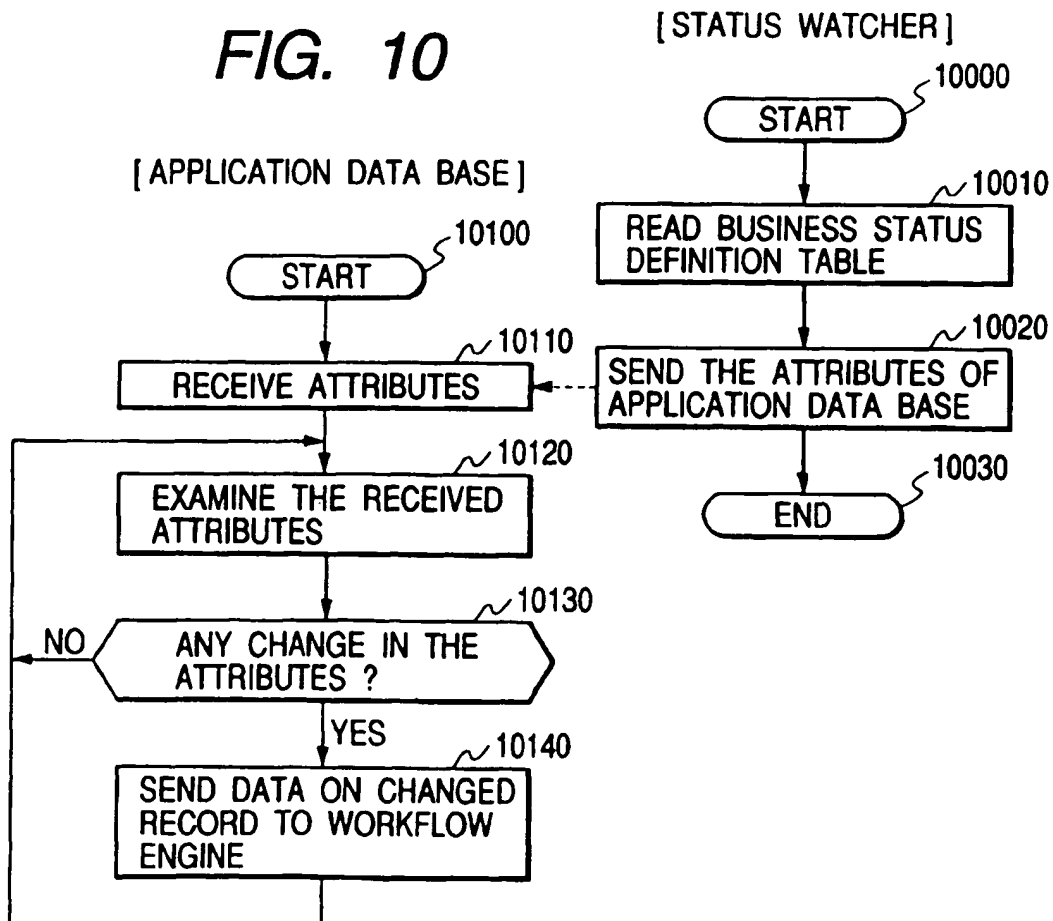 FIG. 10
[STATUS WATCHER]
10000
START
10010
READ BUSINESS STATUS
DEFINITION TABLE
10020
SEND THE ATTRIBUTES OF
APPLICATION DATA BASE
10030
END
[APPLICATION DATA BASE]
10100
START
10110
RECEIVE ATTRIBUTES
10120
EXAMINE THE RECEIVED
ATTRIBUTES
10130
ANY CHANGE IN THE
ATTRIBUTES ?
NO
YES
10140
SEND DATA ON CHANGED
RECORD TO WORKFLOW
ENGINE